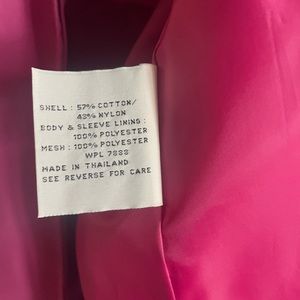 SHELL : 57% COTTON/
43% NYLON
BODY & SLEEVE LINING :
100% POLYESTER
MESH : 100% POLYESTER
WPL 7888
MADE IN THAILAND
SEE REVERSE FOR CARE